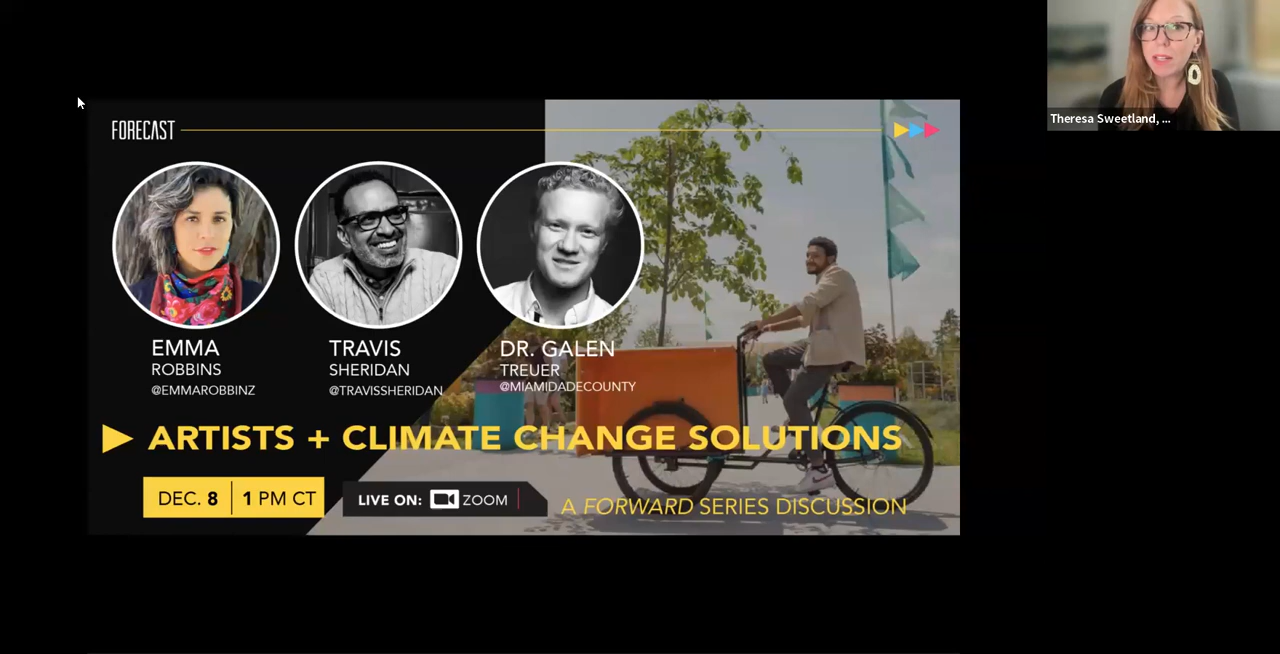 FORECAST
Theresa Sweetland, ...
EMMA
ROBBINS
@EMMAROBBINZ
TRAVIS
SHERIDAN
@TRAVISSHERIDAN
DR. GALEN
TREUER
@MIAMIDADECOUNTY
ARTISTS + CLIMATE CHANGE SOLUTIONS
DEC. 8 1 PM CT
LIVE ON: ZOOM
A FORWARD SERIES DISCUSSION